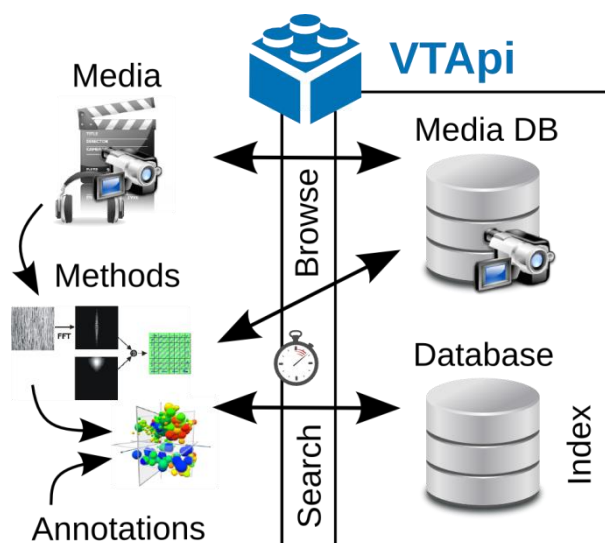 VTApi
Media
Media DB
Browse
Methods
FFT
Database
Index
Search
Annotations